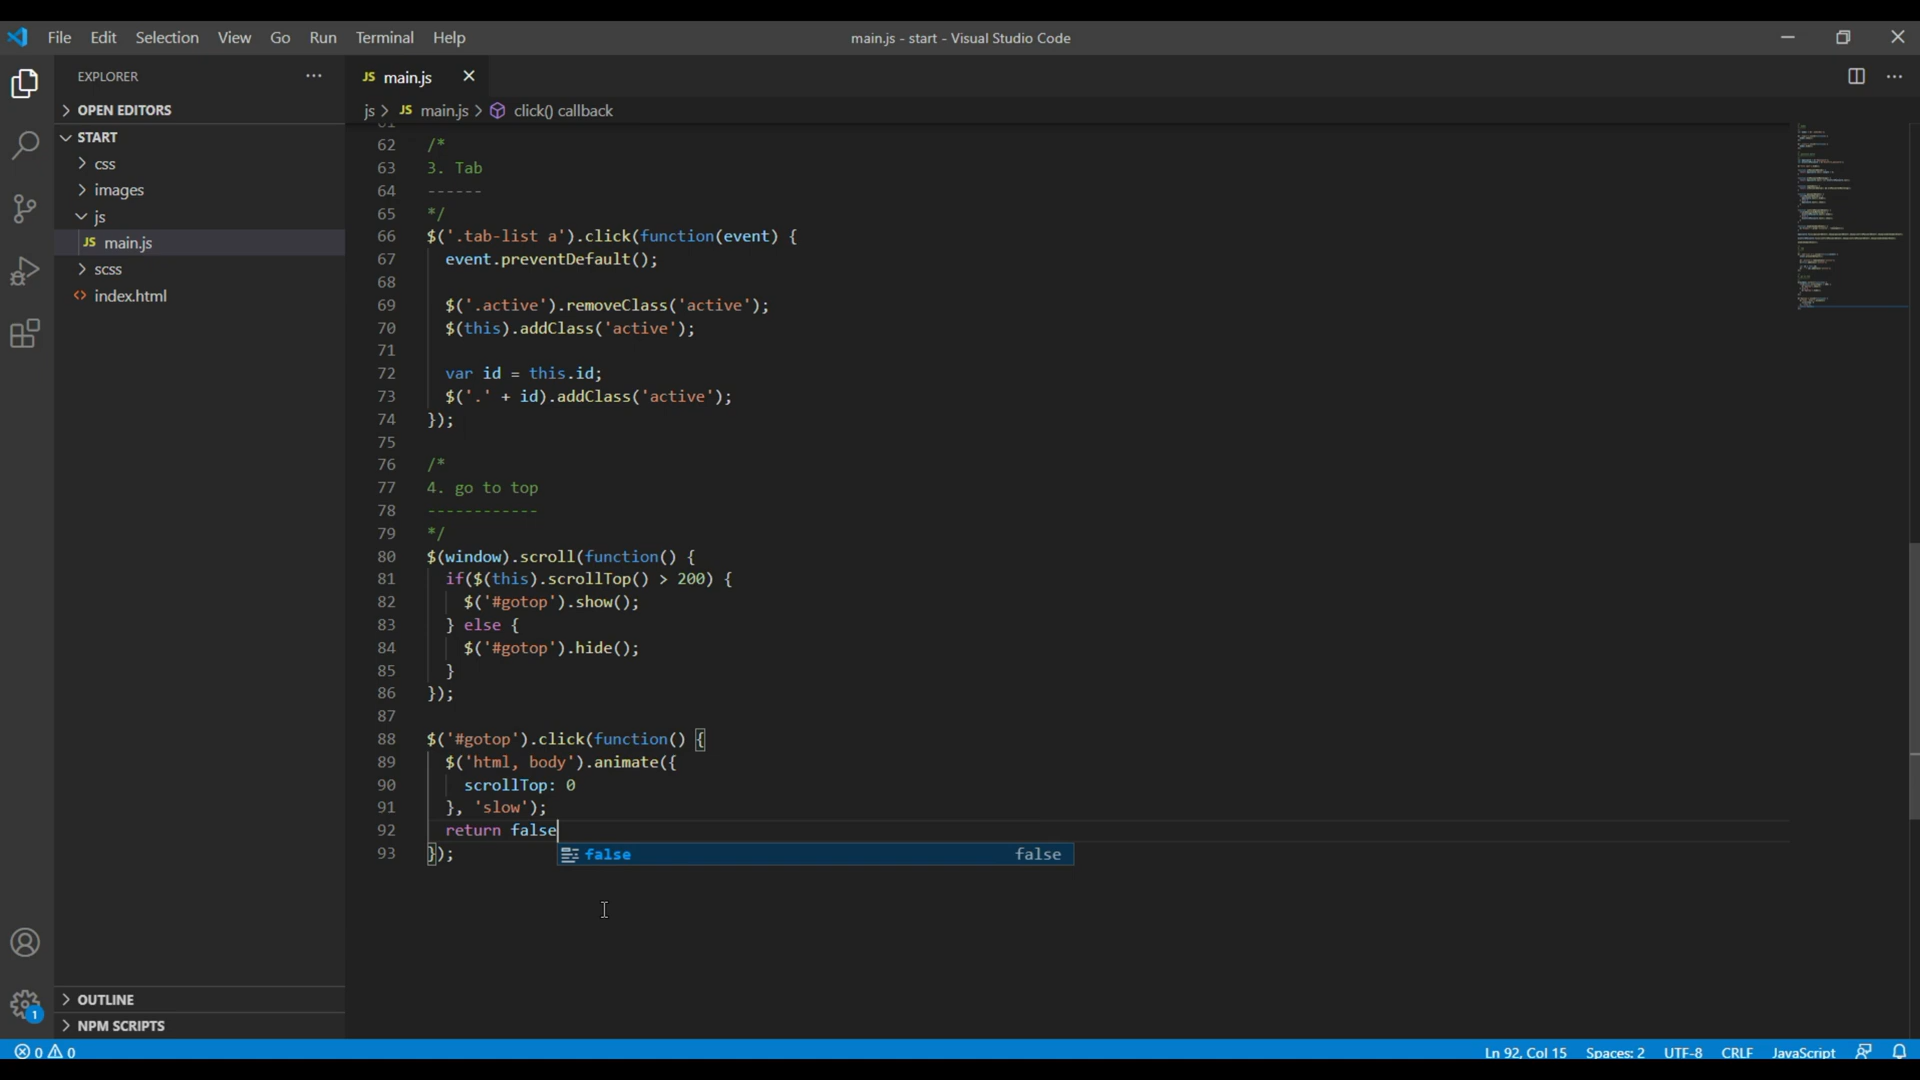 File Edit Selection View Go Run Terminal Help
main.js - start - Visual Studio Code
EXPLORER
OPEN EDITORS
START
css
images
js
JS main.js
scss
index.html
OUTLINE
NPM SCRIPTS
JS main.js
js > JS main.js > click() callback
61
62 /*
63 3. Tab
64 ------
65 */
66 $('.tab-list a').click(function(event) {
67 event.preventDefault();
68
69 $('.active').removeClass('active');
70 $(this).addClass('active');
71
72 var id = this.id;
73 $('.' + id).addClass('active');
74 });
75
76 /*
77 4. go to top
78 ------------
79 */
80 $(window).scroll(function() {
81 if($(this).scrollTop() > 200) {
82 $('#gotop').show();
83 } else {
84 $('#gotop').hide();
85 }
86 });
87
88 $('#gotop').click(function() {
89 $('html, body').animate({
90 scrollTop: 0
91 }, 'slow');
92 return false
93 });
false false
1
0 0
Ln 92, Col 15 Spaces: 2 UTF-8 CRLF JavaScript